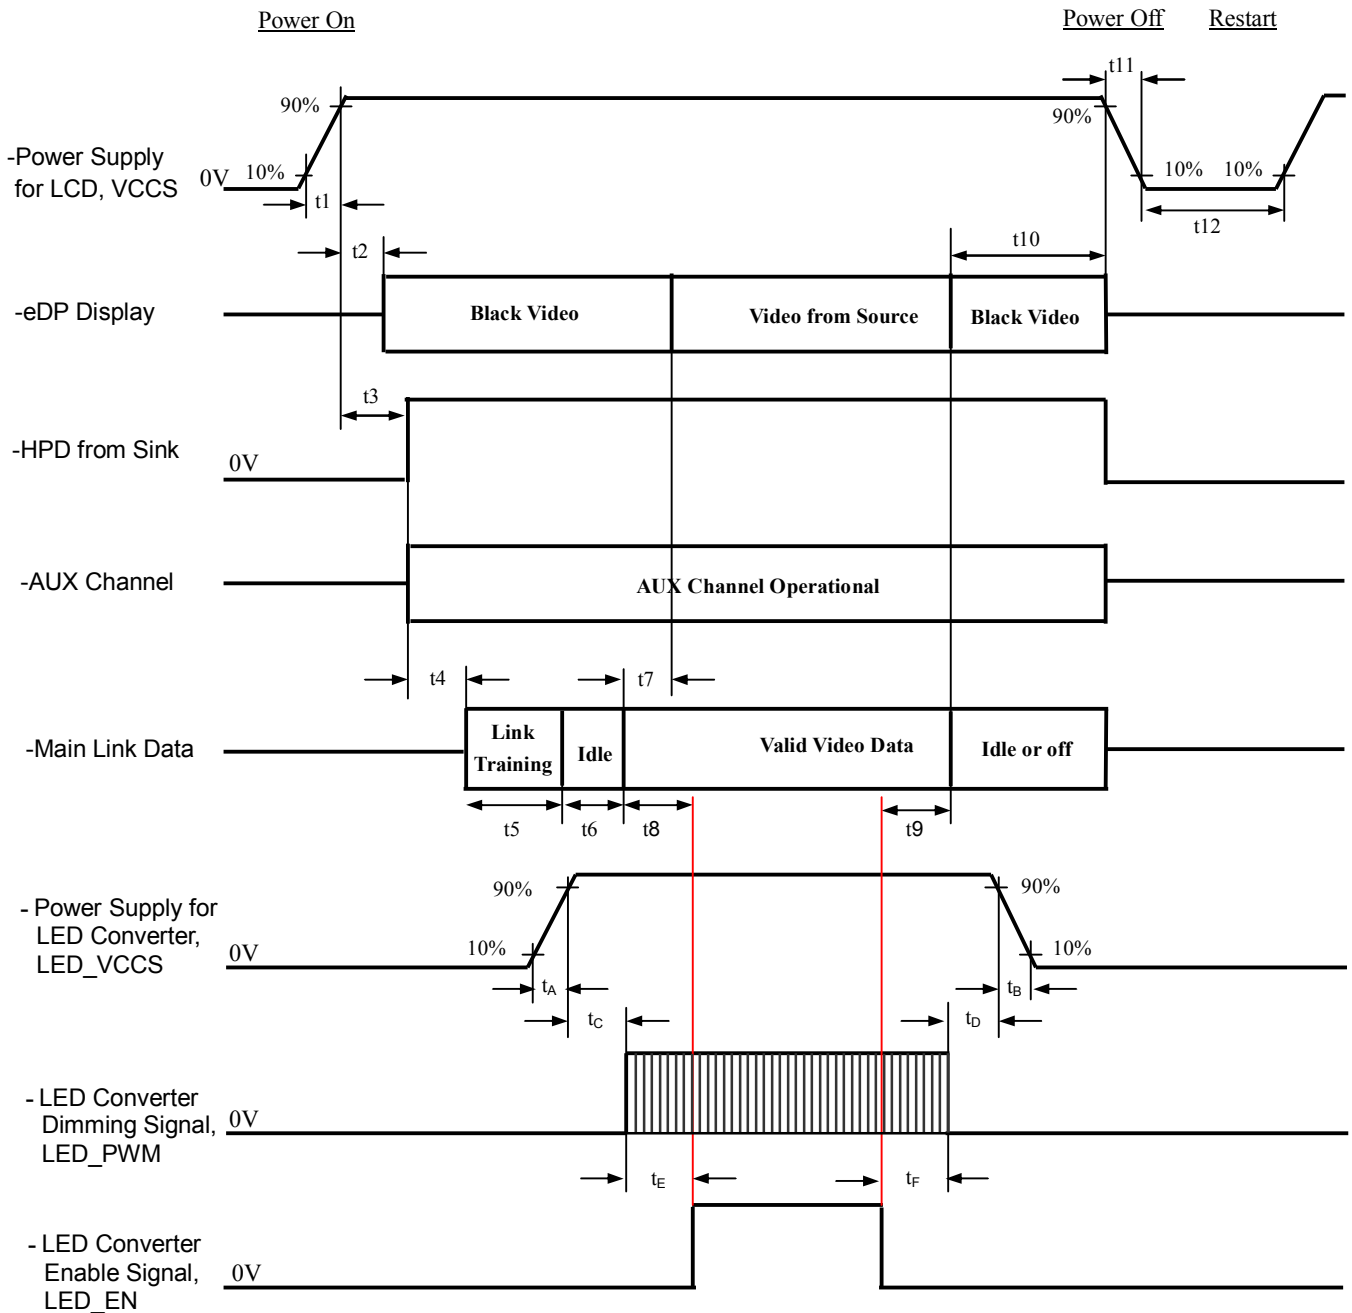 Power On
Power Off
Restart
t11
90%
90%
-Power Supply
for LCD, VCCS
0V
10%
10%
10%
t1
t12
t2
t10
-eDP Display
Black Video
Video from Source
Black Video
t3
-HPD from Sink
0V
-AUX Channel
AUX Channel Operational
t4
t7
-Main Link Data
Link
Training
Idle
Valid Video Data
Idle or off
t5
t6
t8
t9
90%
90%
- Power Supply for
LED Converter,
LED_VCCS
0V
10%
10%
tA
tB
tC
tD
- LED Converter
Dimming Signal,
LED_PWM
0V
tE
tF
- LED Converter
Enable Signal,
LED_EN
0V